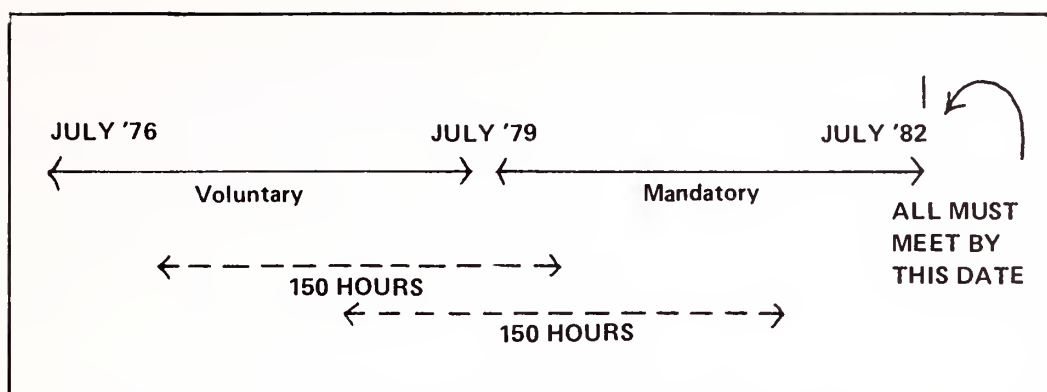 JULY '76
JULY '79
JULY '82
Voluntary
Mandatory
ALL MUST
MEET BY
THIS DATE
150 HOURS
150 HOURS